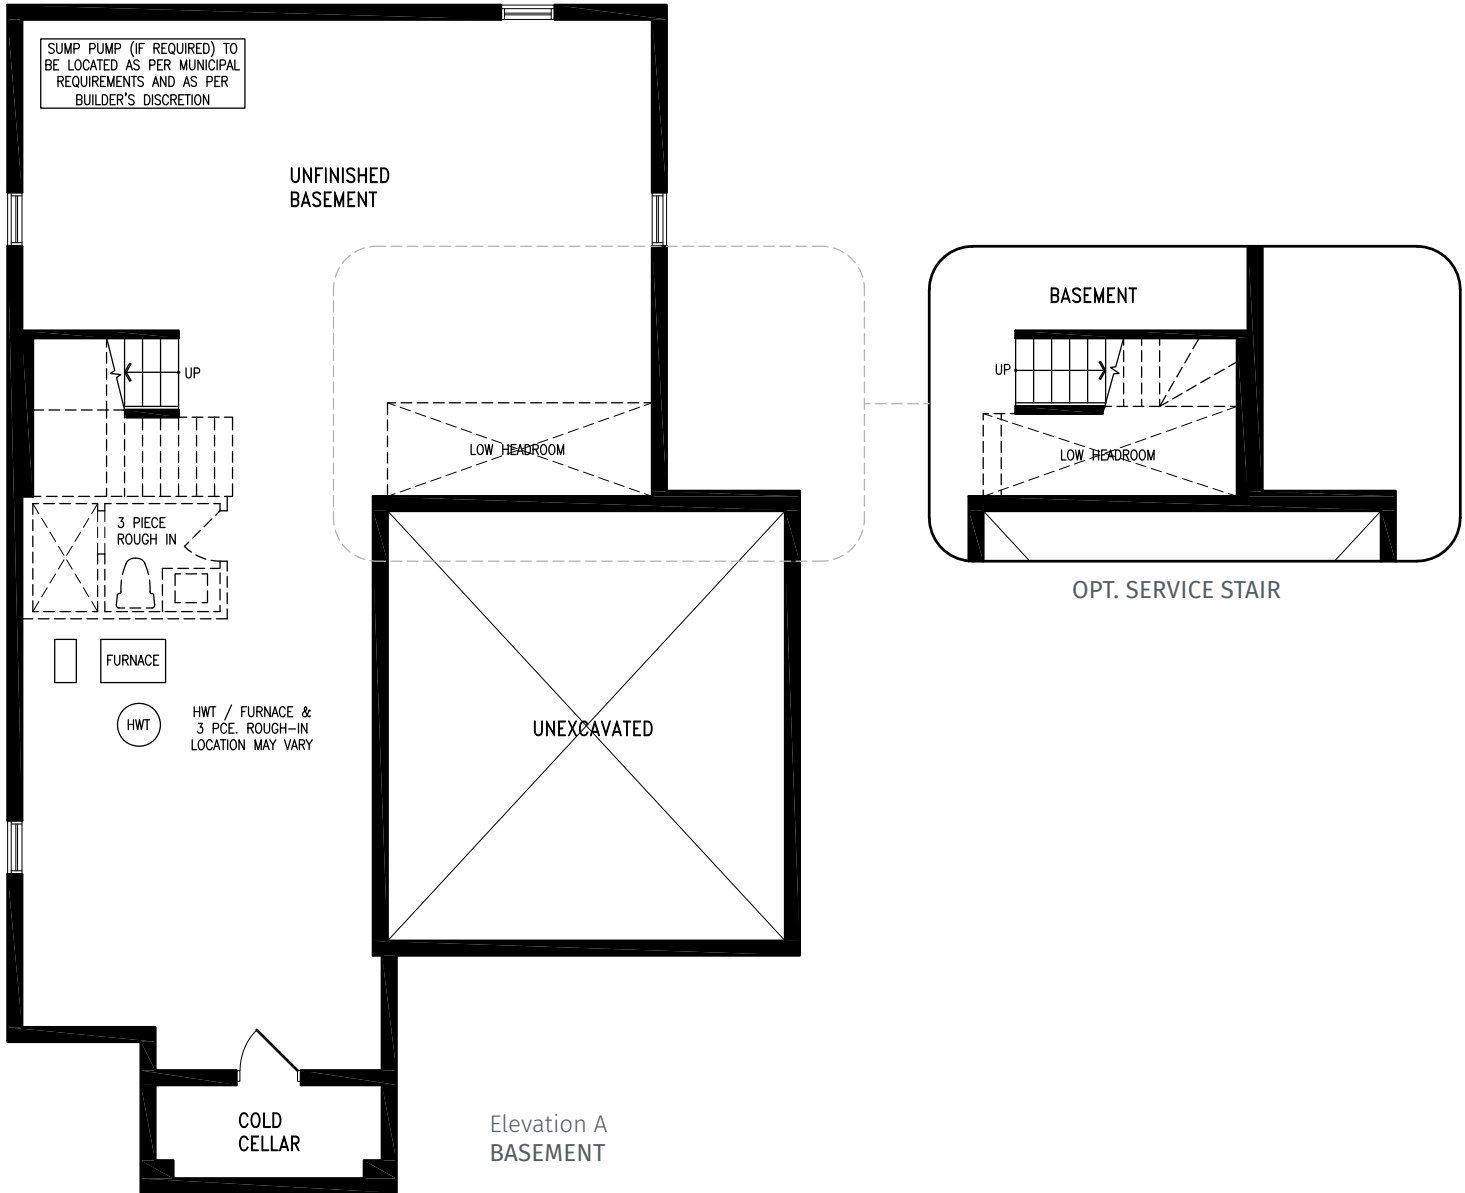 SUMP PUMP (IF REQUIRED) TO
BE LOCATED AS PER MUNICIPAL
REQUIREMENTS AND AS PER
BUILDER'S DISCRETION
UNFINISHED
BASEMENT
UP
LOW HEADROOM
3 PIECE
ROUGH IN
FURNACE
HWT
HWT / FURNACE &
3 PCE. ROUGH-IN
LOCATION MAY VARY
UNEXCAVATED
COLD
CELLAR
Elevation A
BASEMENT
BASEMENT
UP
LOW HEADROOM
OPT. SERVICE STAIR